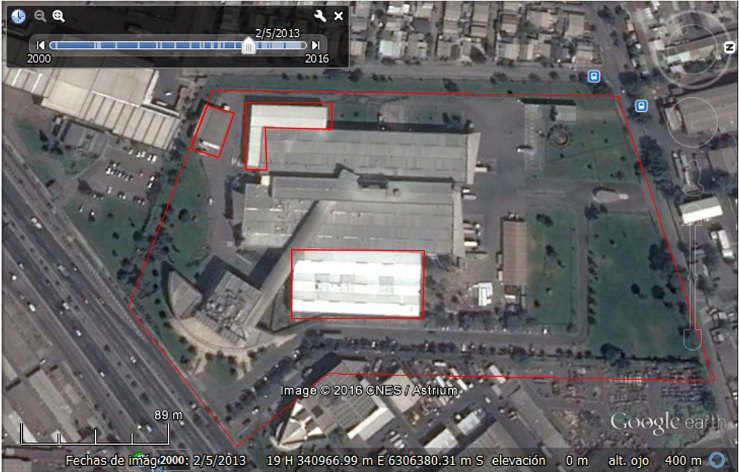 2/5/2013
2000
2016
N
Image © 2016 CNES / Astrium
89 m
Google earth
Fechas de imág 2000: 2/5/2013 19 H 340966.99 m E 6306380.31 m S elevación 0 m alt. ojo 400 m